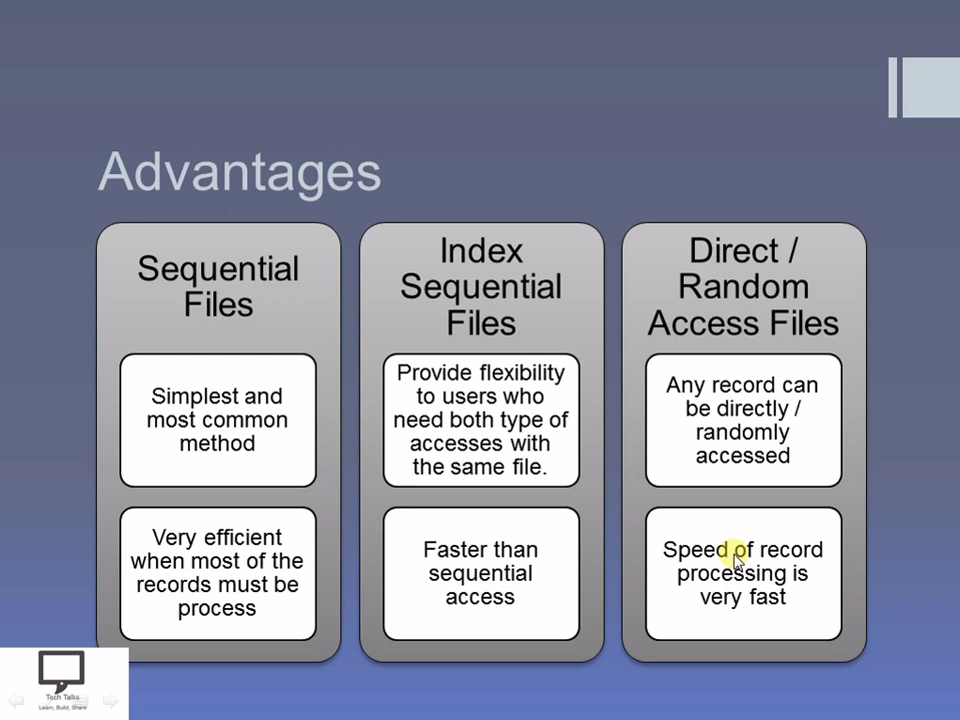 Advantages
Sequential
Files
Simplest and
most common
method
Very efficient
when most of the
records must be
process
Index
Sequential
Files
Provide flexibility
to users who
need both type of
accesses with
the same file.
Faster than
sequential
access
Direct /
Random
Access Files
Any record can
be directly /
randomly
accessed
Speed of record
processing is
very fast
Tech Talks
Learn, Build, Share